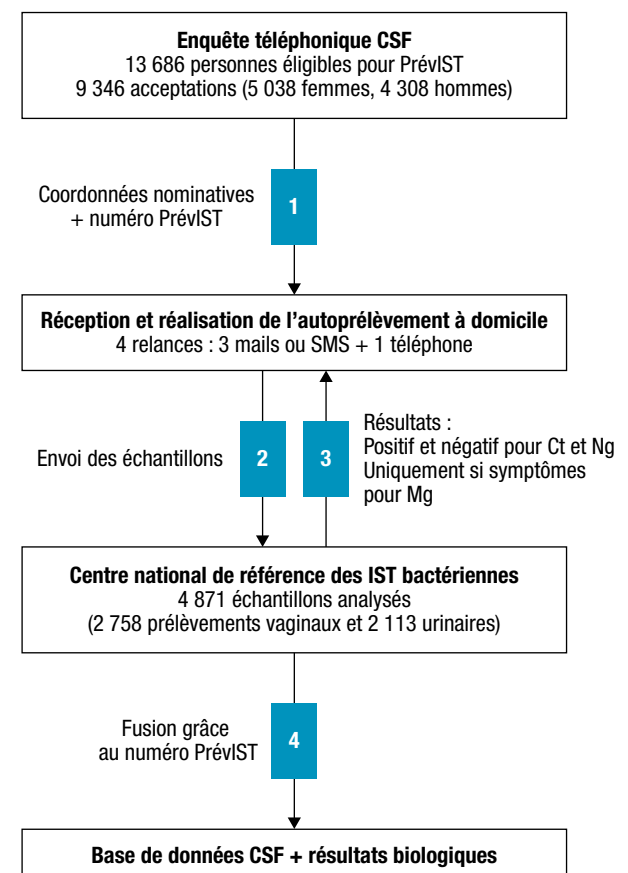 Enquête téléphonique CSF
13 686 personnes éligibles pour PrévIST
9 346 acceptations (5 038 femmes, 4 308 hommes)
Coordonnées nominatives
+ numéro PrévIST
1
Réception et réalisation de l’autoprélèvement à domicile
4 relances : 3 mails ou SMS + 1 téléphone
Envoi des échantillons
2
3
Résultats :
Positif et négatif pour Ct et Ng
Uniquement si symptômes
pour Mg
Centre national de référence des IST bactériennes
4 871 échantillons analysés
(2 758 prélèvements vaginaux et 2 113 urinaires)
Fusion grâce
au numéro PrévIST
4
Base de données CSF + résultats biologiques